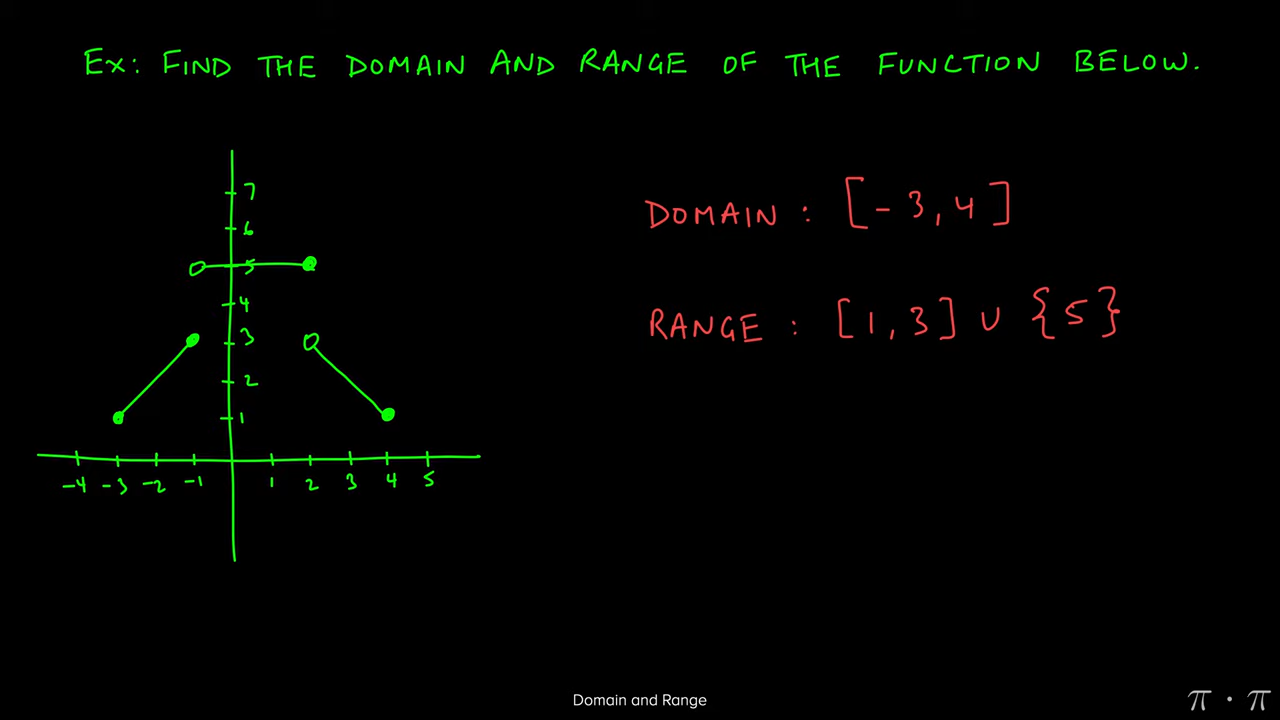 Ex: FIND THE DOMAIN AND RANGE OF THE FUNCTION BELOW.
7
6
5
4
3
2
1
-4 -3 -2 -1 1 2 3 4 5
DOMAIN : [-3,4]
RANGE : [1,3] ∪ {5}
Domain and Range
π · π